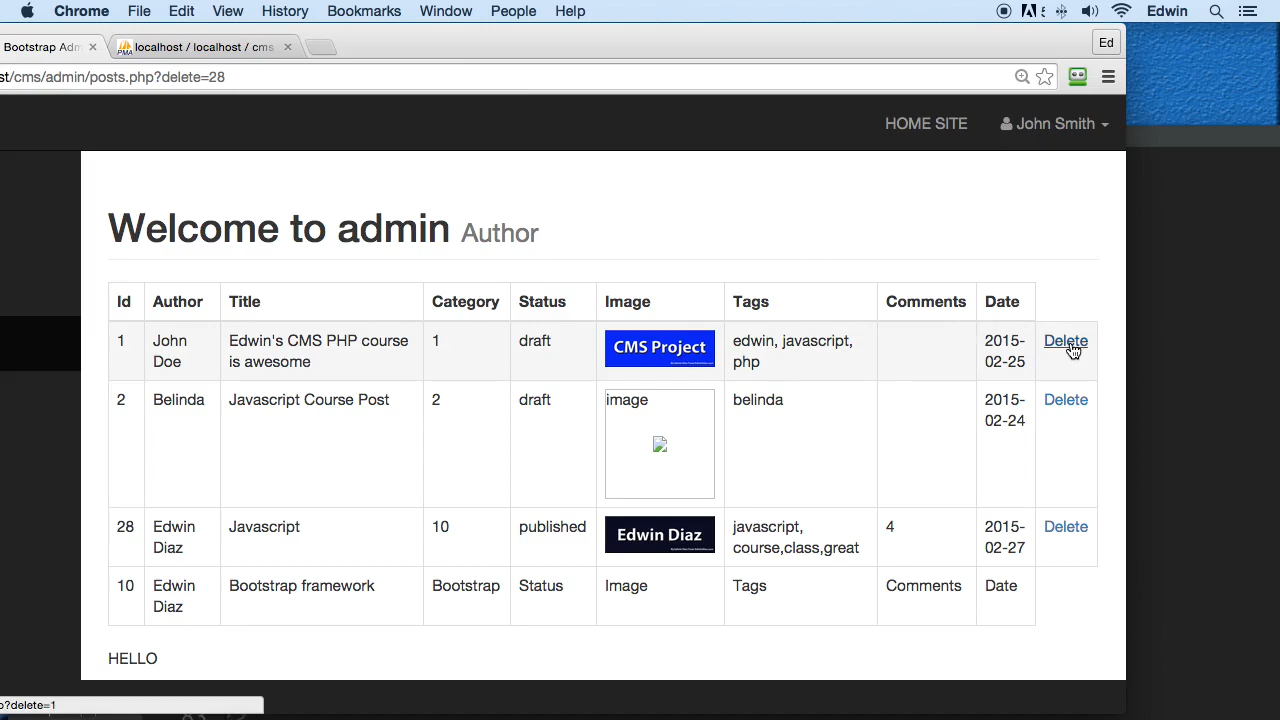 Chrome File Edit View History Bookmarks Window People Help Edwin
Bootstrap Adm localhost / localhost / cms Ed
st/cms/admin/posts.php?delete=28
HOME SITE John Smith
Welcome to admin Author
Id Author Title Category Status Image Tags Comments Date
1 John Edwin's CMS PHP course 1 draft CMS Project edwin, javascript, 2015- Delete
Doe is awesome php 02-25
2 Belinda Javascript Course Post 2 draft image belinda 2015- Delete
02-24
28 Edwin Javascript 10 published Edwin Diaz javascript, 4 2015- Delete
Diaz course,class,great 02-27
10 Edwin Bootstrap framework Bootstrap Status Image Tags Comments Date
Diaz
HELLO
p?delete=1